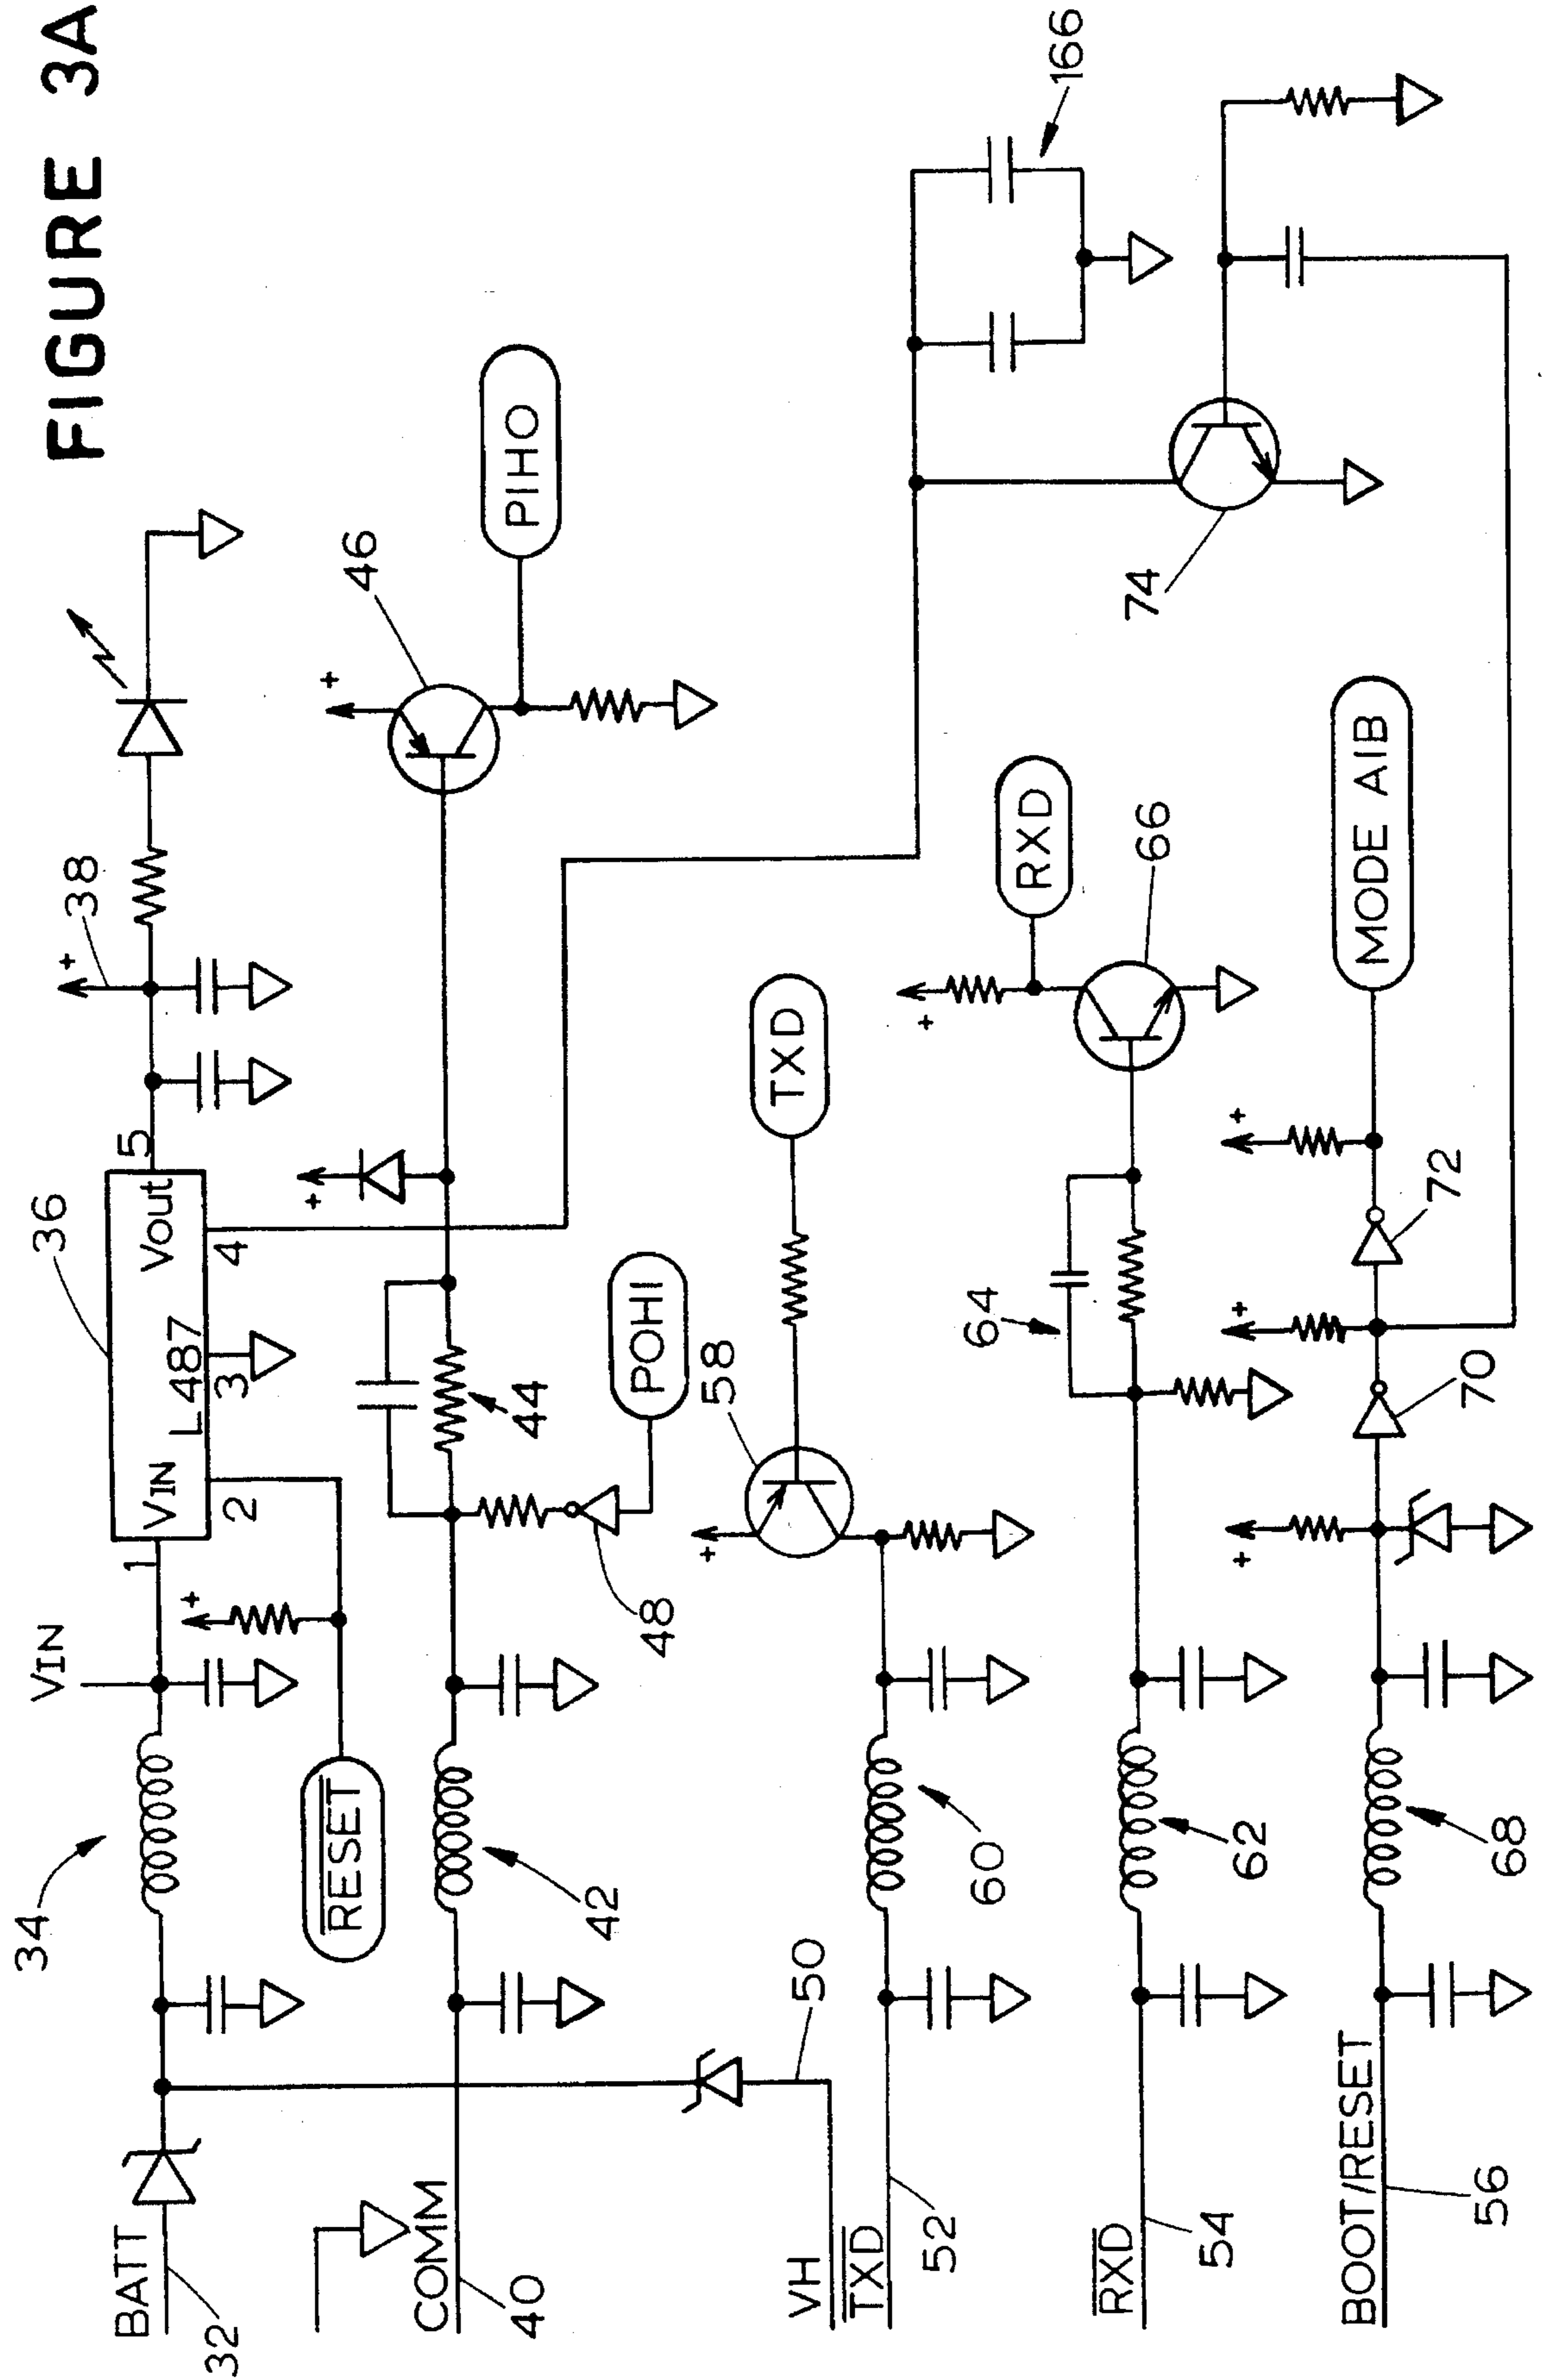 FIGURE 3A
BATT
32
34
VIN
1
VIN
L487
Vout
36
2
3
4
5
38
+
RESET
+
COMM
40
42
44
+
46
+
PIHO
48
POHI
VH
50
TXD
52
60
58
+
TXD
RXD
54
62
64
66
+
RXD
BOOT/RESET
56
68
+
70
+
72
+
MODE AIB
74
166